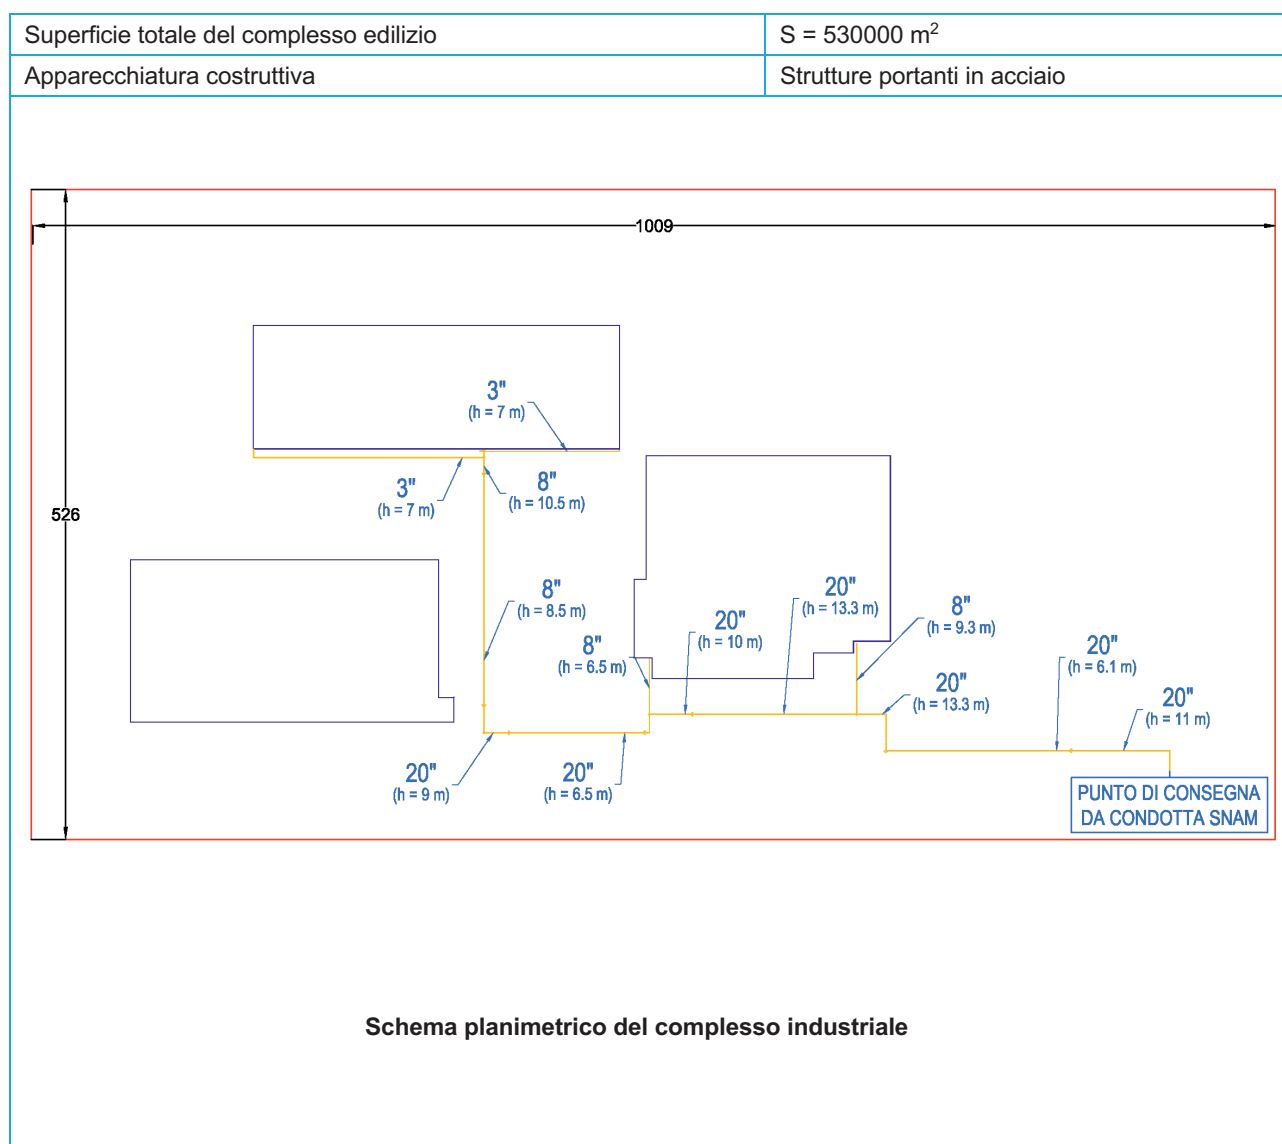 Superficie totale del complesso edilizio
S = 530000 m²
Apparecchiatura costruttiva
Strutture portanti in acciaio
1009
526
3"
(h = 7 m)
3"
(h = 7 m)
8"
(h = 10.5 m)
8"
(h = 8.5 m)
8"
(h = 6.5 m)
20"
(h = 10 m)
20"
(h = 13.3 m)
8"
(h = 9.3 m)
20"
(h = 13.3 m)
20"
(h = 6.1 m)
20"
(h = 11 m)
20"
(h = 9 m)
20"
(h = 6.5 m)
PUNTO DI CONSEGNA
DA CONDOTTA SNAM
Schema planimetrico del complesso industriale